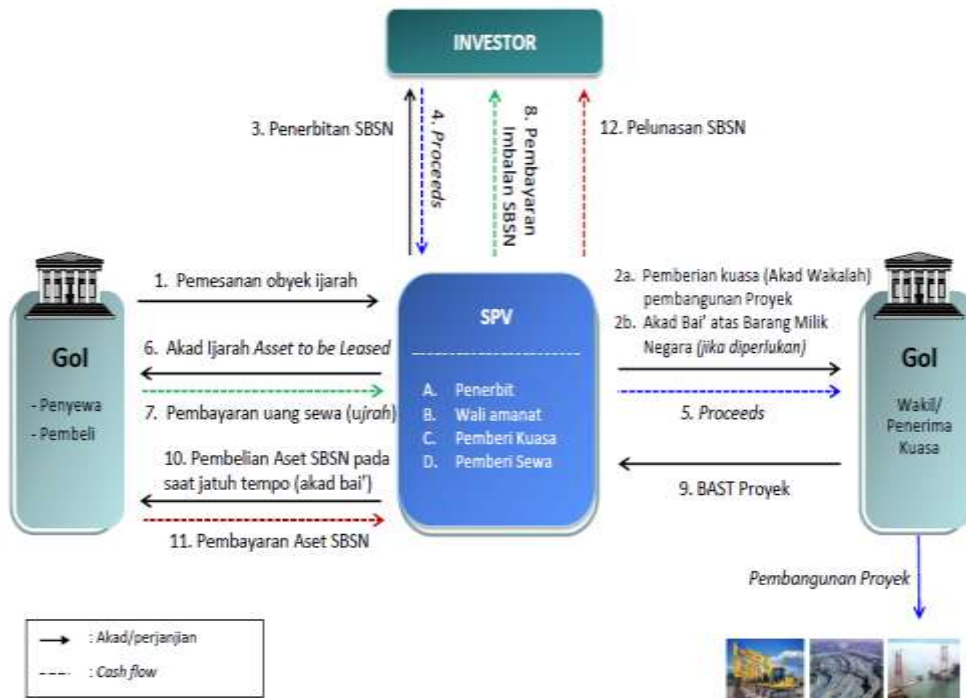 INVESTOR
3. Penerbitan SBSN
4. Proceeds
8. Pembayaran
Imbalan SBSN
12. Pelunasan SBSN
1. Pemesanan obyek ijarah
6. Akad Ijarah Asset to be Leased
7. Pembayaran uang sewa (ujrah)
10. Pembelian Aset SBSN pada
saat jatuh tempo (akad bai')
11. Pembayaran Aset SBSN
GoI
- Penyewa
- Pembeli
SPV
A. Penerbit
B. Wali amanat
C. Pemberi Kuasa
D. Pemberi Sewa
2a. Pemberian kuasa (Akad Wakalah)
pembangunan Proyek
2b. Akad Bai' atas Barang Milik
Negara (jika diperlukan)
5. Proceeds
9. BAST Proyek
GoI
Wakil/
Penerima
Kuasa
Pembangunan Proyek
: Akad/perjanjian
: Cash flow